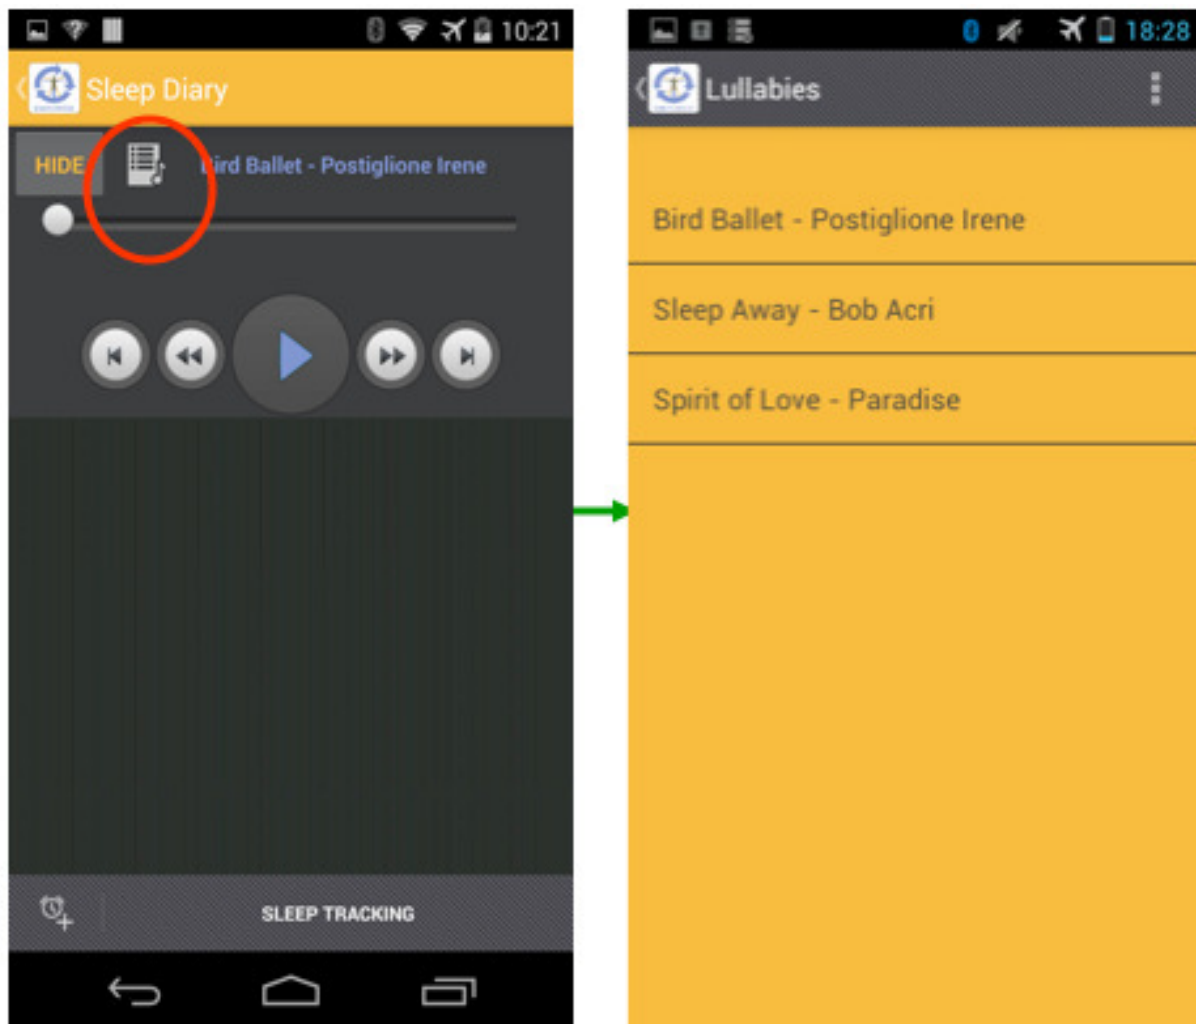 10:21
Sleep Diary
HIDE
Bird Ballet - Postiglione Irene
SLEEP TRACKING
18:28
Lullabies
Bird Ballet - Postiglione Irene
Sleep Away - Bob Acri
Spirit of Love - Paradise